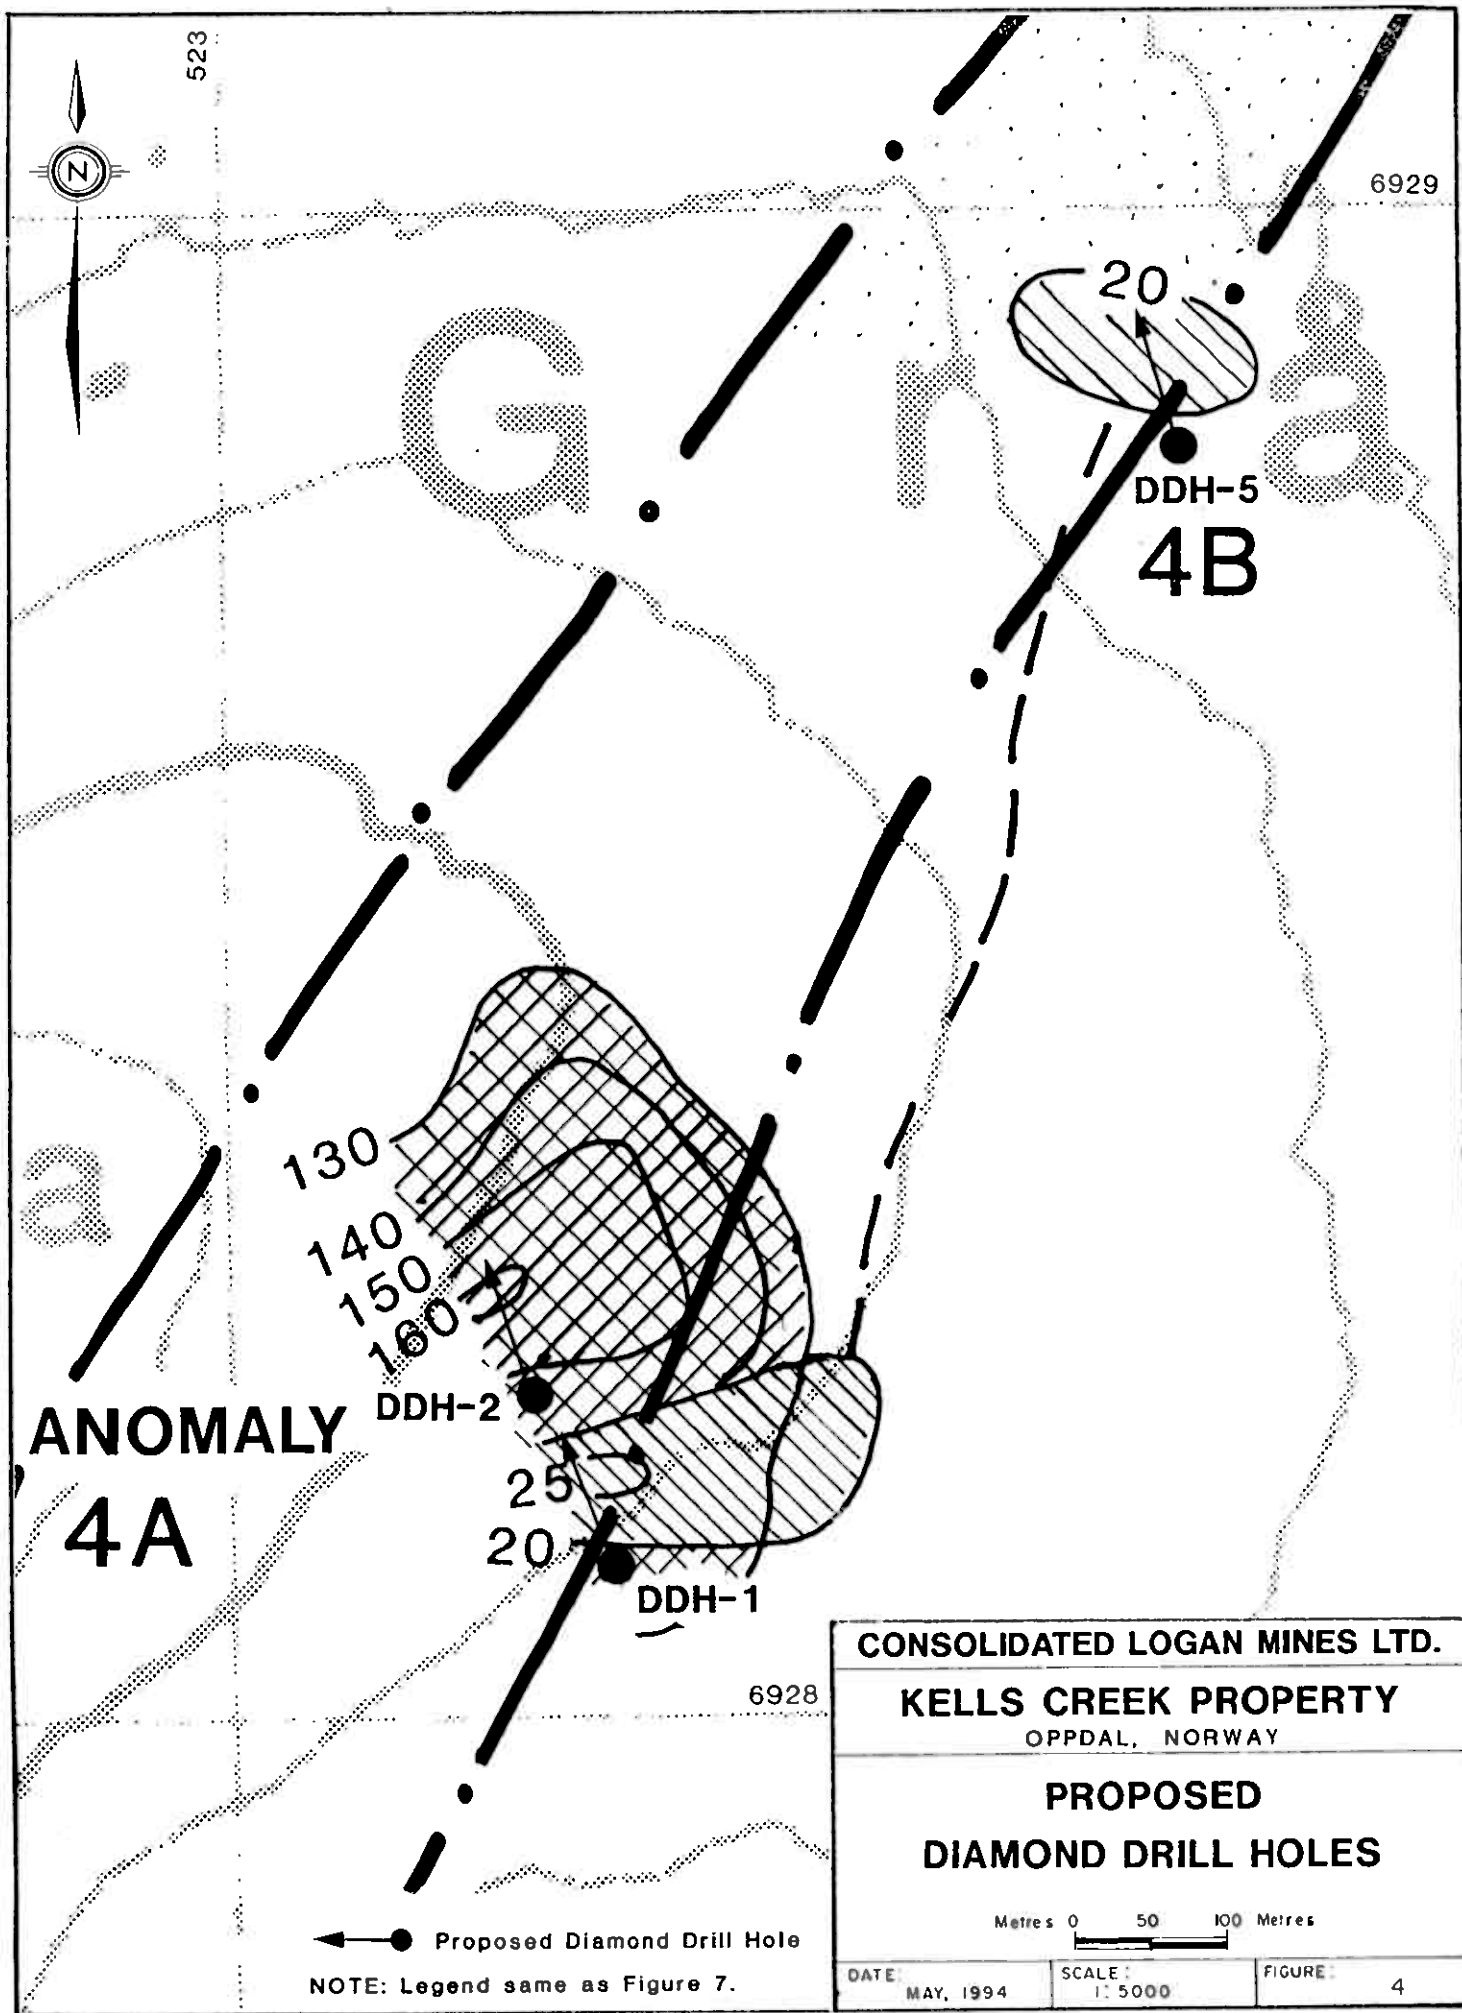 523
N
6929
20
G r å
DDH-5
4B
a
130
140
150
160
ANOMALY
4A
DDH-2
25
20
DDH-1
6928
CONSOLIDATED LOGAN MINES LTD.
KELLS CREEK PROPERTY
OPPDAL, NORWAY
PROPOSED
DIAMOND DRILL HOLES
Metres 0 50 100 Metres
DATE: MAY, 1994
SCALE: 1:5000
FIGURE: 4
Proposed Diamond Drill Hole
NOTE: Legend same as Figure 7.